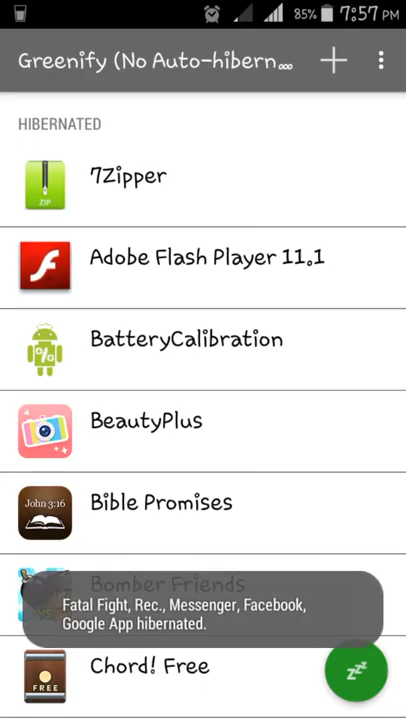 85% 7:57 PM
Greenify (No Auto-hibern...
HIBERNATED
ZIP
7Zipper
Adobe Flash Player 11.1
%
BatteryCalibration
BeautyPlus
John 3:16
Bible Promises
Bomber Friends
Fatal Fight, Rec., Messenger, Facebook,
Google App hibernated.
FREE
Chord! Free
zzz